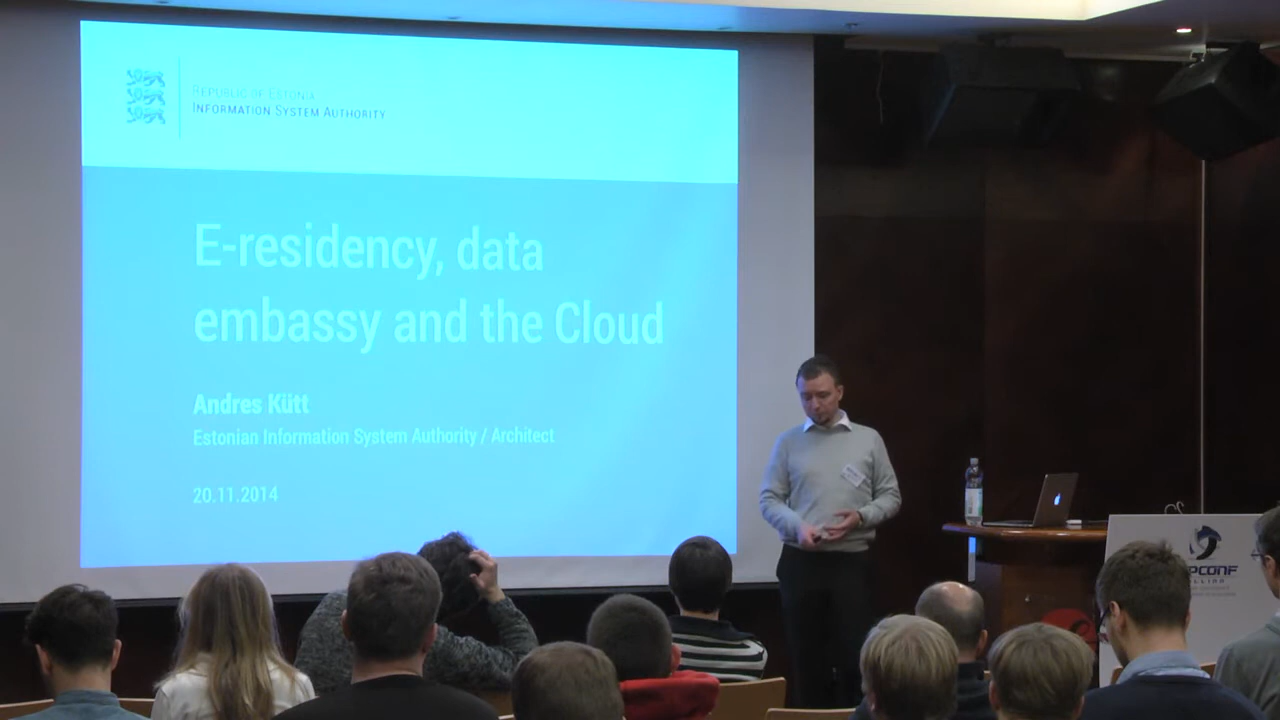 REPUBLIC OF ESTONIA
INFORMATION SYSTEM AUTHORITY
E-residency, data
embassy and the Cloud
Andres Kütt
Estonian Information System Authority / Architect
20.11.2014
PCONF